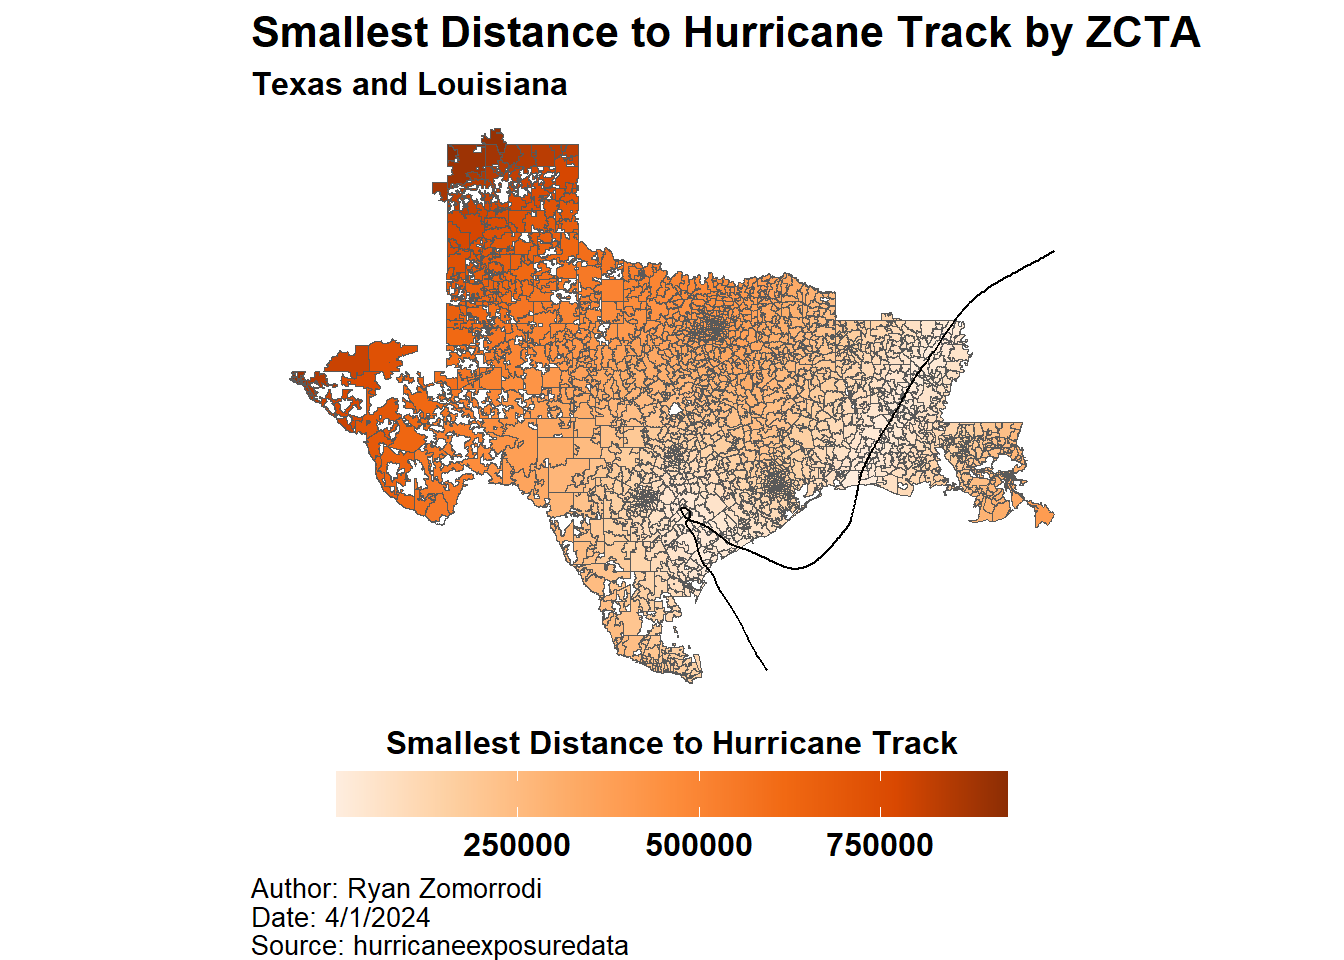 Smallest Distance to Hurricane Track by ZCTA
Texas and Louisiana
Smallest Distance to Hurricane Track
250000 500000 750000
Author: Ryan Zomorrodi
Date: 4/1/2024
Source: hurricaneexposuredata